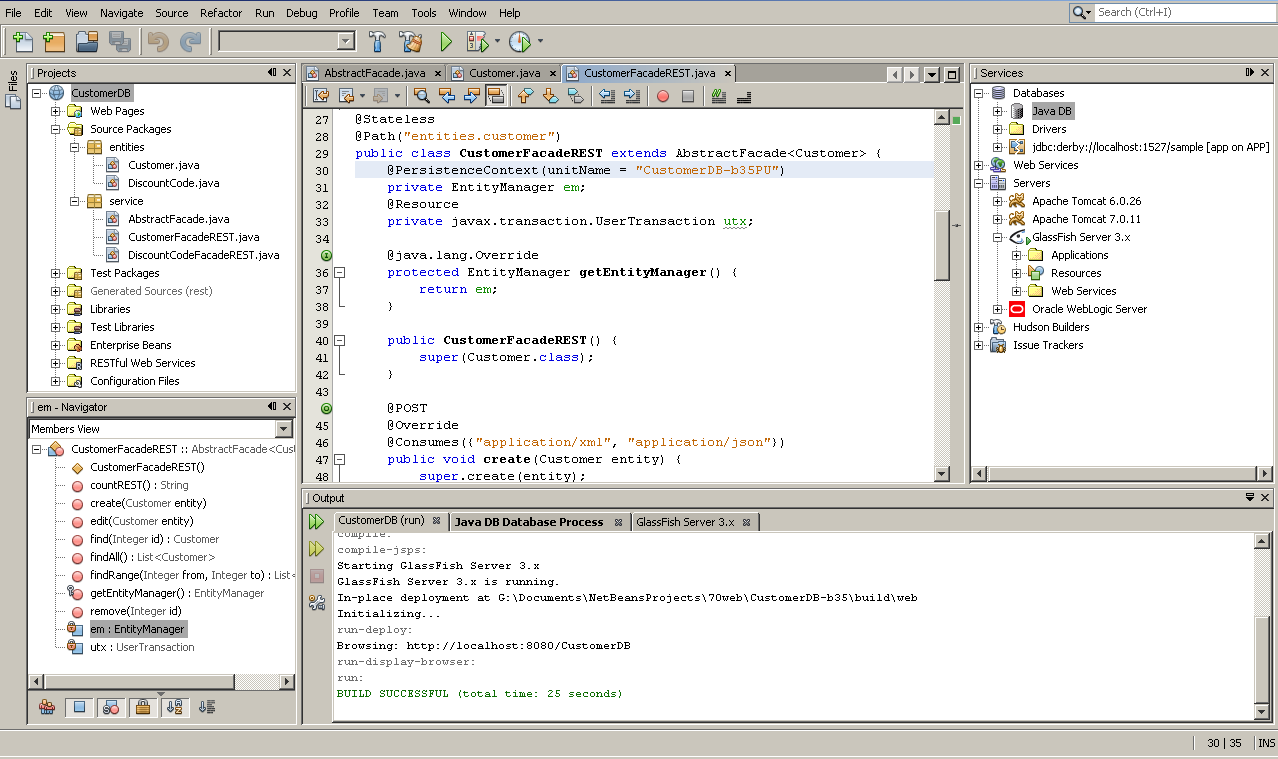 File Edit View Navigate Source Refactor Run Debug Profile Team Tools Window Help
Search (Ctrl+I)
Files
Projects
CustomerDB
Web Pages
Source Packages
entities
Customer.java
DiscountCode.java
service
AbstractFacade.java
CustomerFacadeREST.java
DiscountCodeFacadeREST.java
Test Packages
Generated Sources (rest)
Libraries
Test Libraries
Enterprise Beans
RESTful Web Services
Configuration Files
em - Navigator
Members View
CustomerFacadeREST :: AbstractFacade<Cus
CustomerFacadeREST()
countREST() : String
create(Customer entity)
edit(Customer entity)
find(Integer id) : Customer
findAll() : List<Customer>
findRange(Integer from, Integer to) : List<
getEntityManager() : EntityManager
remove(Integer id)
em : EntityManager
utx : UserTransaction
AbstractFacade.java Customer.java CustomerFacadeREST.java
27 @Stateless
28 @Path("entities.customer")
29 public class CustomerFacadeREST extends AbstractFacade<Customer> {
30 @PersistenceContext(unitName = "CustomerDB-b35PU")
31 private EntityManager em;
32 @Resource
33 private javax.transaction.UserTransaction utx;
34
@java.lang.Override
36 protected EntityManager getEntityManager() {
37 return em;
38 }
39
40 public CustomerFacadeREST() {
41 super(Customer.class);
42 }
43
@POST
45 @Override
46 @Consumes({"application/xml", "application/json"})
47 public void create(Customer entity) {
48 super.create(entity);
Services
Databases
Java DB
Drivers
jdbc:derby://localhost:1527/sample [app on APP]
Web Services
Servers
Apache Tomcat 6.0.26
Apache Tomcat 7.0.11
GlassFish Server 3.x
Applications
Resources
Web Services
Oracle WebLogic Server
Hudson Builders
Issue Trackers
Output
CustomerDB (run) Java DB Database Process GlassFish Server 3.x
compile:
compile-jsps:
Starting GlassFish Server 3.x
GlassFish Server 3.x is running.
In-place deployment at G:\Documents\NetBeansProjects\70web\CustomerDB-b35\build\web
Initializing...
run-deploy:
Browsing: http://localhost:8080/CustomerDB
run-display-browser:
run:
BUILD SUCCESSFUL (total time: 25 seconds)
30 | 35 INS